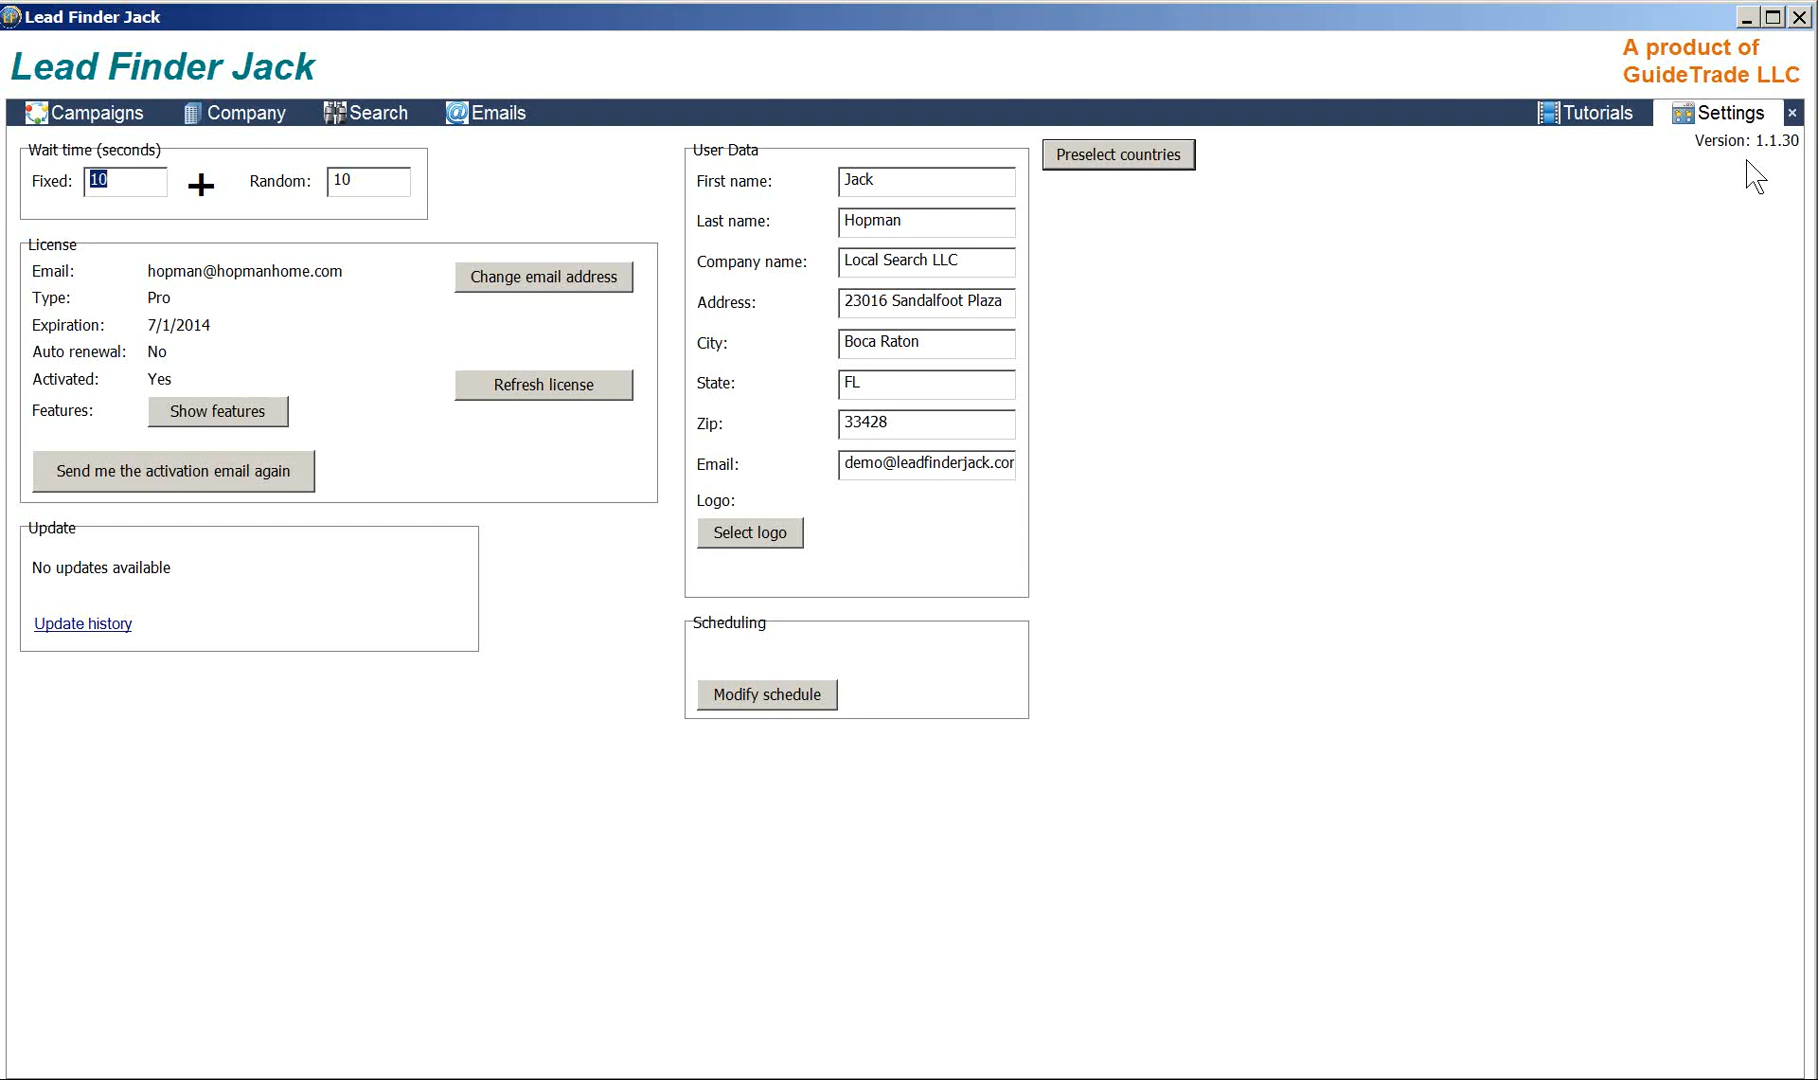 Lead Finder Jack
Lead Finder Jack
A product of
GuideTrade LLC
Campaigns Company Search Emails Tutorials Settings
Version: 1.1.30
Wait time (seconds)
Fixed: 10 + Random: 10
License
Email: hopman@hopmanhome.com
Change email address
Type: Pro
Expiration: 7/1/2014
Auto renewal: No
Activated: Yes
Refresh license
Features: Show features
Send me the activation email again
Update
No updates available
Update history
User Data
First name: Jack
Last name: Hopman
Company name: Local Search LLC
Address: 23016 Sandalfoot Plaza
City: Boca Raton
State: FL
Zip: 33428
Email: demo@leadfinderjack.cor
Logo:
Select logo
Scheduling
Modify schedule
Preselect countries